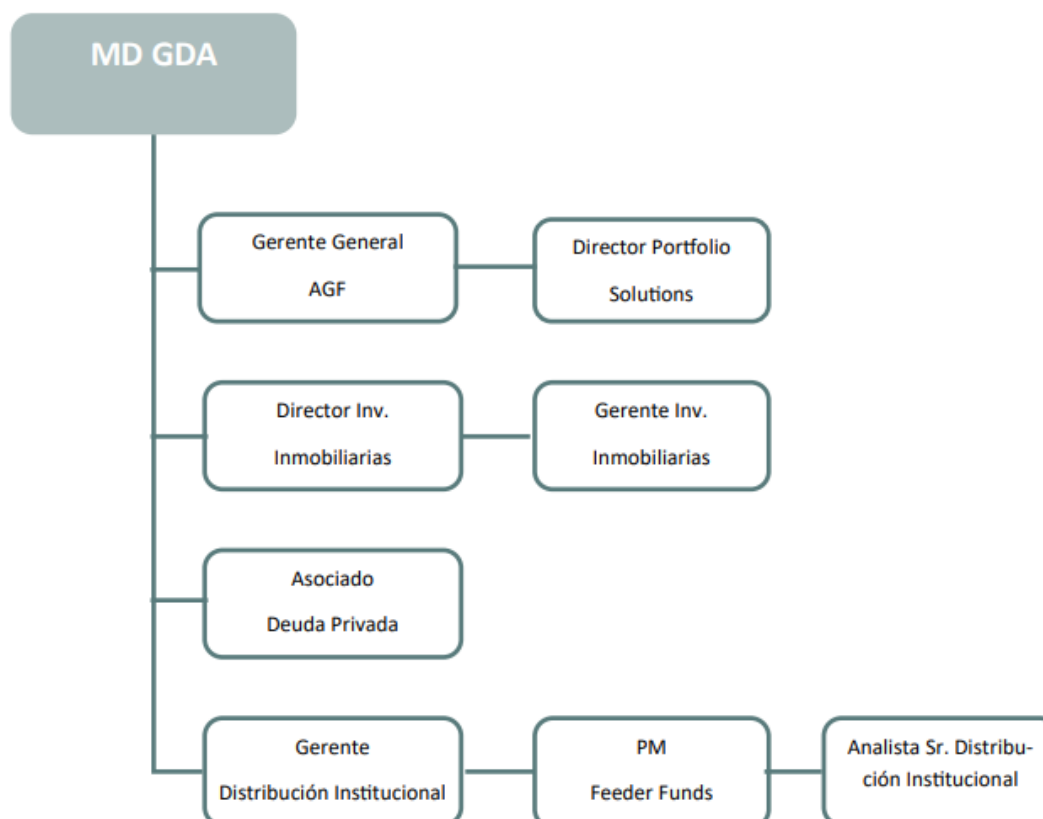 MD GDA
Gerente General
AGF
Director Portfolio
Solutions
Director Inv.
Inmobiliarias
Gerente Inv.
Inmobiliarias
Asociado
Deuda Privada
Gerente
Distribución Institucional
PM
Feeder Funds
Analista Sr. Distribu-
ción Institucional